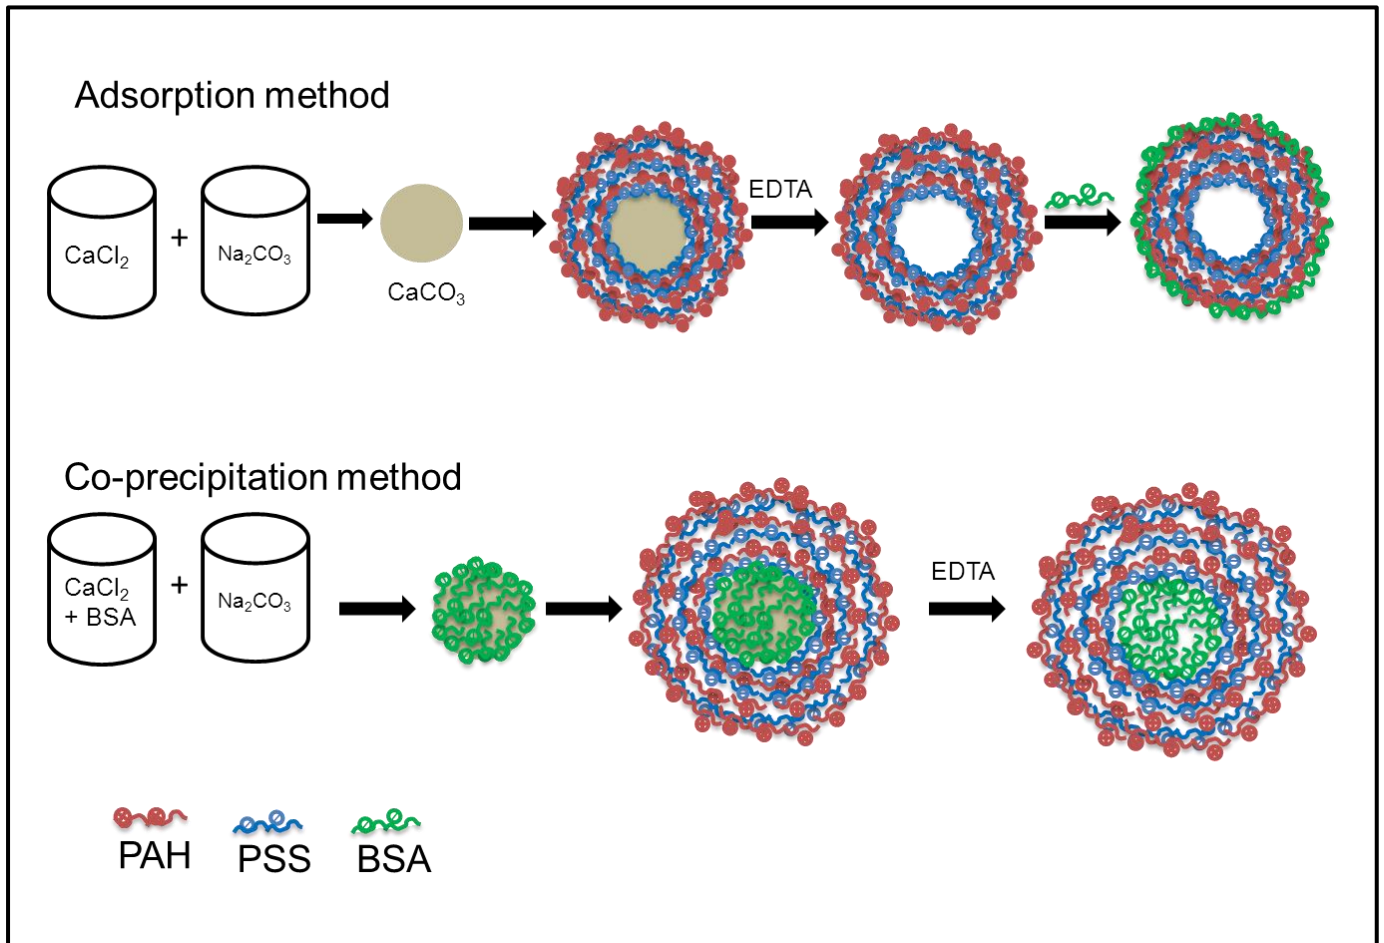 Adsorption method
CaCl₂
+
Na₂CO₃
CaCO₃
EDTA
Co-precipitation method
CaCl₂
+ BSA
+
Na₂CO₃
EDTA
PAH
PSS
BSA